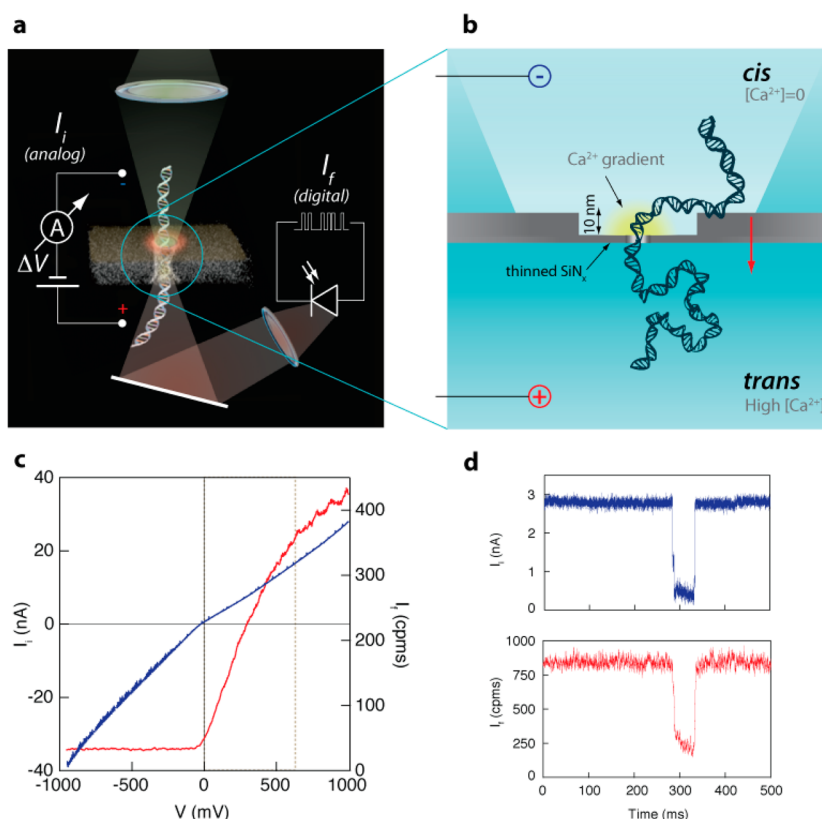 a
I_i
(analog)
-
A
ΔV
+
I_f
(digital)
b
-
cis
[Ca²⁺]=0
Ca²⁺ gradient
10 nm
thinned SiNₓ
+
trans
High [Ca²⁺]
c
40
20
0
-20
-40
I_i (nA)
400
300
200
100
0
I_f (cpms)
-1000
-500
0
500
1000
V (mV)
d
3
2
1
0
I_i (nA)
1000
750
500
250
0
I_f (cpms)
0
100
200
300
400
500
Time (ms)